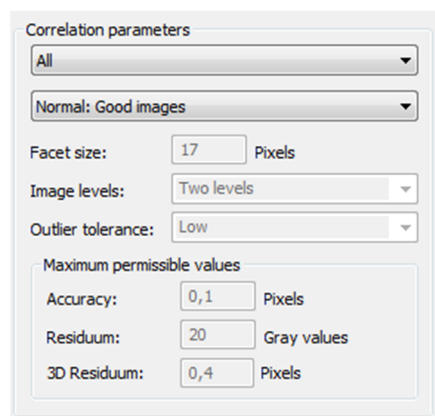 Correlation parameters
All
Normal: Good images
Facet size: 17 Pixels
Image levels: Two levels
Outlier tolerance: Low
Maximum permissible values
Accuracy: 0,1 Pixels
Residuum: 20 Gray values
3D Residuum: 0,4 Pixels